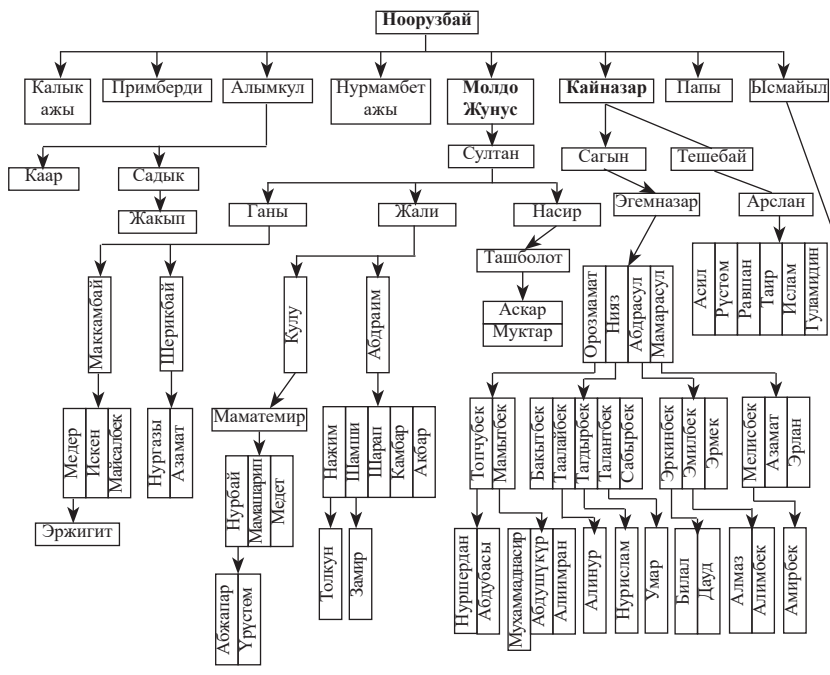 Ноорузбай
Калык
ажы
Примберди
Алымкул
Нурмамбет
ажы
Молдо
Жунус
Кайназар
Папы
Ысмайыл
Султан
Сагын
Тешебай
Каар
Садык
Жакып
Ганы
Жали
Насир
Эгемназар
Арслан
Ташболот
Аскар
Муктар
Асил
Рүстөм
Равшан
Таир
Ислам
Гуламидин
Маккамбай
Шерикбай
Кулу
Абдраим
Орозмамат
Нияз
Абдрасул
Мамарасул
Медер
Искен
Майсалбек
Нургазы
Азамат
Маматемир
Нажим
Шамши
Шарап
Камбар
Акбар
Топчубек
Мамытбек
Бакытбек
Таалайбек
Тагдырбек
Талантбек
Сабырбек
Эркинбек
Эмилбек
Эрмек
Мелисбек
Азамат
Эрлан
Эржигит
Нурбай
Мамашарип
Медет
Толкун
Замир
Абжапар
Үрүстөм
Нуршердан
Абдубасы
Мухаммаднасир
Абдушүкүр
Алиимран
Алинур
Нурислам
Умар
Билал
Дауд
Алмаз
Алимбек
Амирбек